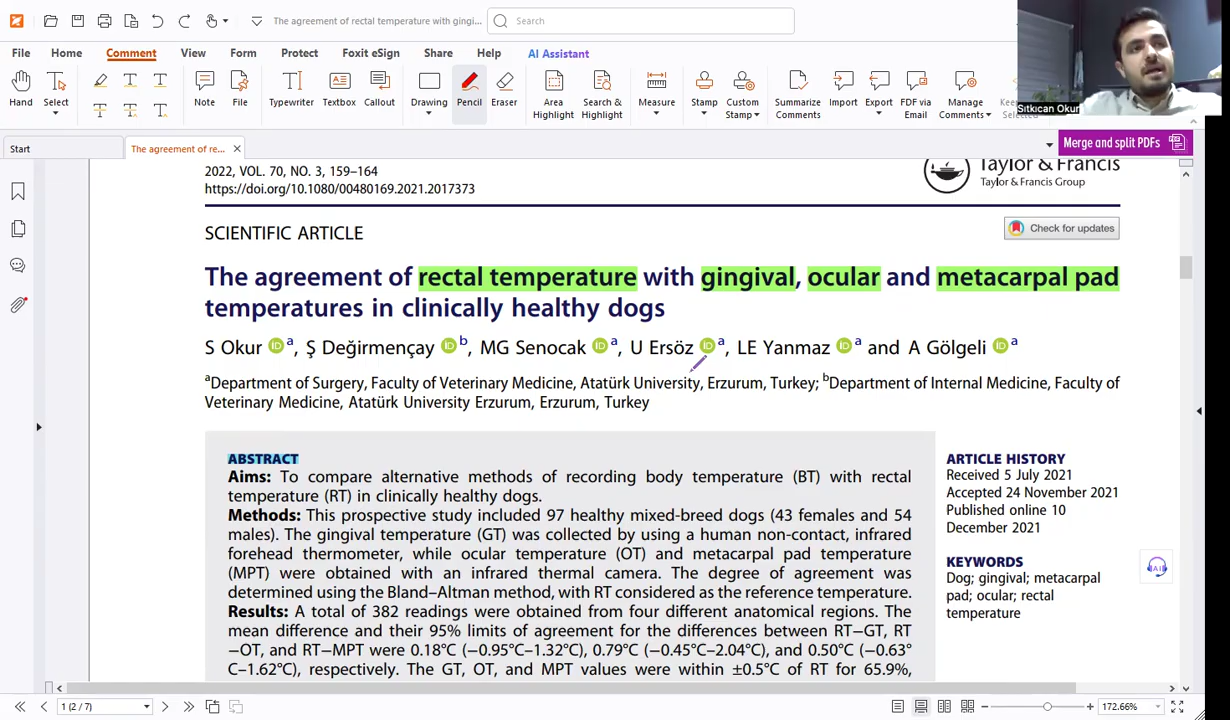 The agreement of rectal temperature with gingi...
Search
File Home Comment View Form Protect Foxit eSign Share Help AI Assistant
Hand Select Note File Typewriter Textbox Callout Drawing Pencil Eraser Area Highlight Search & Highlight Measure Stamp Custom Stamp Summarize Comments Import Export FDF via Email Manage Comments Keep Selected
Sıtkıcan Okur
Start
The agreement of re...
Merge and split PDFs
2022, VOL. 70, NO. 3, 159–164
https://doi.org/10.1080/00480169.2021.2017373
Taylor & Francis
Taylor & Francis Group
SCIENTIFIC ARTICLE
Check for updates
The agreement of rectal temperature with gingival, ocular and metacarpal pad
temperatures in clinically healthy dogs
S Okur iD a, Ş Değirmençay iD b, MG Senocak iD a, U Ersöz iD a, LE Yanmaz iD a and A Gölgeli iD a
aDepartment of Surgery, Faculty of Veterinary Medicine, Atatürk University, Erzurum, Turkey; bDepartment of Internal Medicine, Faculty of
Veterinary Medicine, Atatürk University Erzurum, Erzurum, Turkey
ABSTRACT
Aims: To compare alternative methods of recording body temperature (BT) with rectal
temperature (RT) in clinically healthy dogs.
Methods: This prospective study included 97 healthy mixed-breed dogs (43 females and 54
males). The gingival temperature (GT) was collected by using a human non-contact, infrared
forehead thermometer, while ocular temperature (OT) and metacarpal pad temperature
(MPT) were obtained with an infrared thermal camera. The degree of agreement was
determined using the Bland–Altman method, with RT considered as the reference temperature.
Results: A total of 382 readings were obtained from four different anatomical regions. The
mean difference and their 95% limits of agreement for the differences between RT−GT, RT
−OT, and RT−MPT were 0.18°C (−0.95°C–1.32°C), 0.79°C (−0.45°C–2.04°C), and 0.50°C (−0.63°
C–1.62°C), respectively. The GT, OT, and MPT values were within ±0.5°C of RT for 65.9%,
ARTICLE HISTORY
Received 5 July 2021
Accepted 24 November 2021
Published online 10
December 2021
KEYWORDS
Dog; gingival; metacarpal
pad; ocular; rectal
temperature
1 (2 / 7)
172.66%